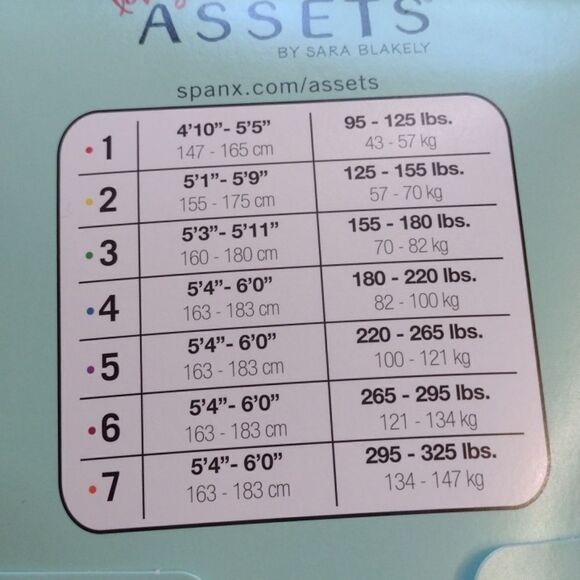 ASSETS®
BY SARA BLAKELY
spanx.com/assets
1 4'10"- 5'5" 95 - 125 lbs.
147 - 165 cm 43 - 57 kg
2 5'1"- 5'9" 125 - 155 lbs.
155 - 175 cm 57 - 70 kg
3 5'3"- 5'11" 155 - 180 lbs.
160 - 180 cm 70 - 82 kg
4 5'4"- 6'0" 180 - 220 lbs.
163 - 183 cm 82 - 100 kg
5 5'4"- 6'0" 220 - 265 lbs.
163 - 183 cm 100 - 121 kg
6 5'4"- 6'0" 265 - 295 lbs.
163 - 183 cm 121 - 134 kg
7 5'4"- 6'0" 295 - 325 lbs.
163 - 183 cm 134 - 147 kg